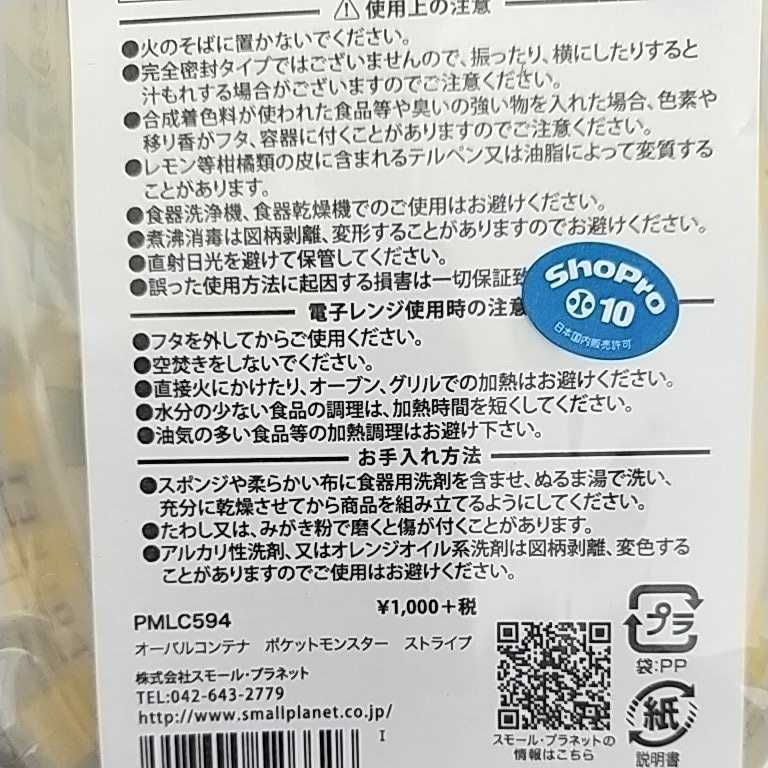 ⚠使用上の注意
●火のそばに置かないでください。
●完全密封タイプではございませんので、振ったり、横にしたりすると
汁もれする場合がございますのでご注意ください。
●合成着色料が使われた食品等や臭いの強い物を入れた場合、色素や
移り香がフタ、容器に付くことがありますのでご注意ください。
●レモン等柑橘類の皮に含まれるテルペン又は油脂によって変質する
ことがあります。
●食器洗浄機、食器乾燥機でのご使用はお避けください。
●煮沸消毒は図柄剥離、変形することがありますのでお避けください。
●直射日光を避けて保管してください。
●誤った使用方法に起因する損害は一切保証致
ShoPro
10
日本国内販売許可
電子レンジ使用時の注意
●フタを外してからご使用ください。
●空焚きをしないでください。
●直接火にかけたり、オーブン、グリルでの加熱はお避けください。
●水分の少ない食品の調理は、加熱時間を短くしてください。
●油気の多い食品等の加熱調理はお避け下さい。
お手入れ方法
●スポンジや柔らかい布に食器用洗剤を含ませ、ぬるま湯で洗い、
充分に乾燥させてから商品を組み立てるようにしてください。
●たわし又は、みがき粉で磨くと傷が付くことがあります。
●アルカリ性洗剤、又はオレンジオイル系洗剤は図柄剥離、変色する
ことがありますのでご使用はお避けください。
¥1,000+税
PMLC594
オーバルコンテナ ポケットモンスター ストライプ
株式会社スモール・プラネット
TEL:042-643-2779
http://www.smallplanet.co.jp/
I
スモール・プラネットの
情報はこちら
プラ
袋:PP
紙
説明書